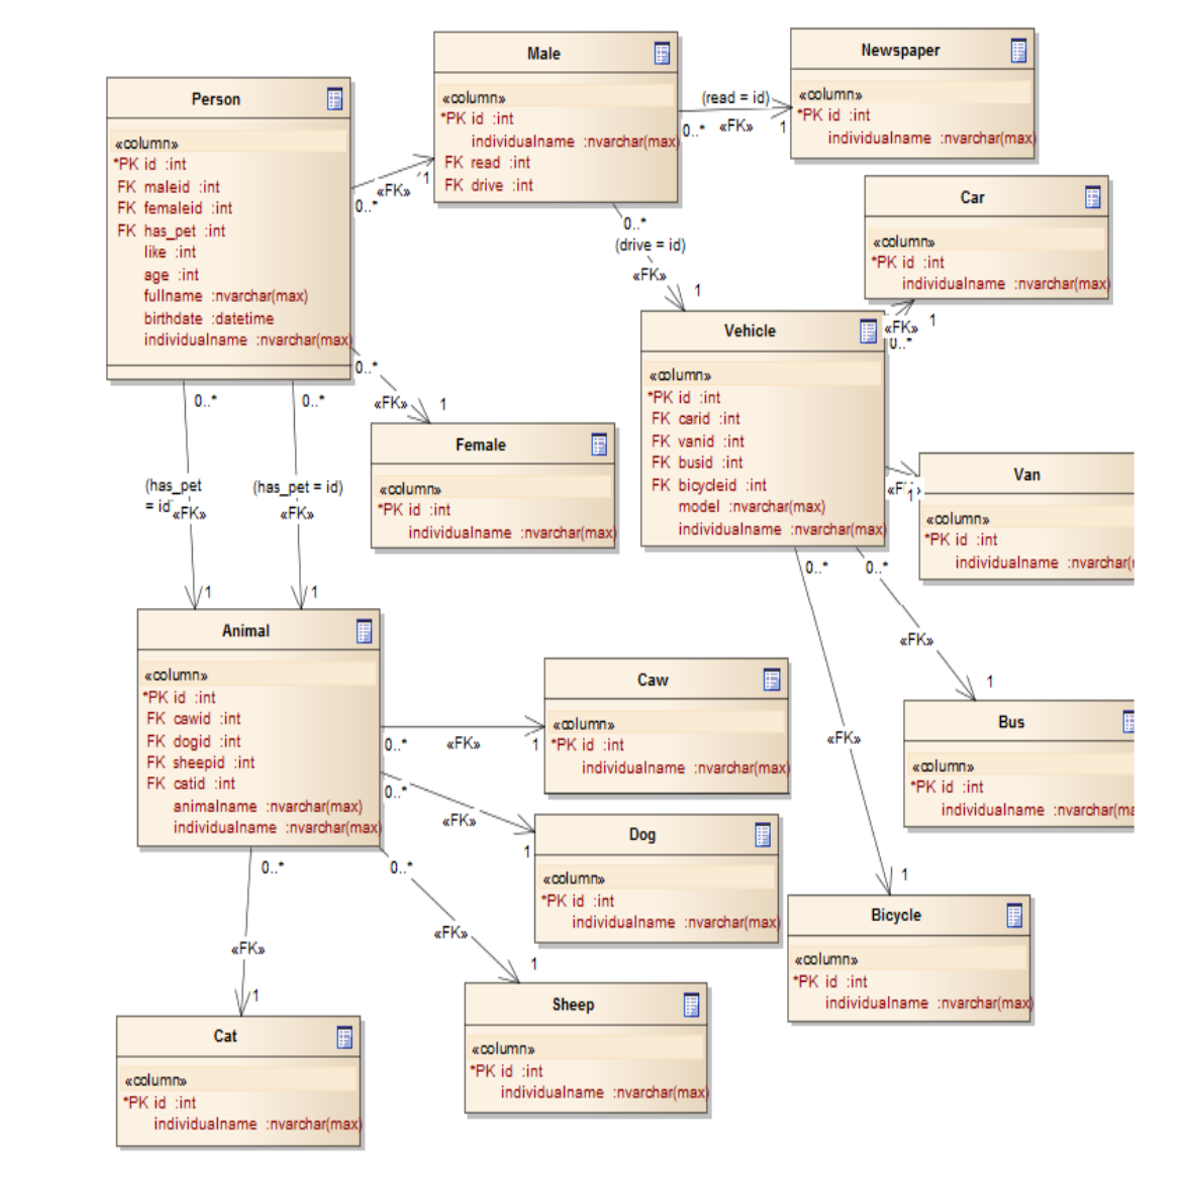 Person
«column»
*PK id :int
FK maleid :int
FK femaleid :int
FK has_pet :int
like :int
age :int
fullname :nvarchar(max)
birthdate :datetime
individualname :nvarchar(max)
Male
«column»
*PK id :int
individualname :nvarchar(max)
FK read :int
FK drive :int
(read = id)
0..* «FK» 1
Newspaper
«column»
*PK id :int
individualname :nvarchar(max)
«FK» 1
0..*
0..*
(drive = id)
«FK»
1
Car
«column»
*PK id :int
individualname :nvarchar(max)
«FK» 1
0..*
Vehicle
«column»
*PK id :int
FK carid :int
FK vanid :int
FK busid :int
FK bicycleid :int
model :nvarchar(max)
individualname :nvarchar(max)
0..*
«FK» 1
Female
«column»
*PK id :int
individualname :nvarchar(max)
1
Van
«column»
*PK id :int
individualname :nvarchar(
0..* 0..*
(has_pet
= id
«FK»
1
(has_pet = id)
«FK»
1
0..* 0..*
«FK»
1
«FK»
1
Animal
«column»
*PK id :int
FK cawid :int
FK dogid :int
FK sheepid :int
FK catid :int
animalname :nvarchar(max)
individualname :nvarchar(max)
Caw
«column»
*PK id :int
individualname :nvarchar(max)
0..* «FK» 1
Bus
«column»
*PK id :int
individualname :nvarchar(ma
0..*
«FK»
1
Dog
«column»
*PK id :int
individualname :nvarchar(max)
0..* 0..*
«FK»
1
«FK»
1
Bicycle
«column»
*PK id :int
individualname :nvarchar(max)
Sheep
«column»
*PK id :int
individualname :nvarchar(max)
Cat
«column»
*PK id :int
individualname :nvarchar(max)